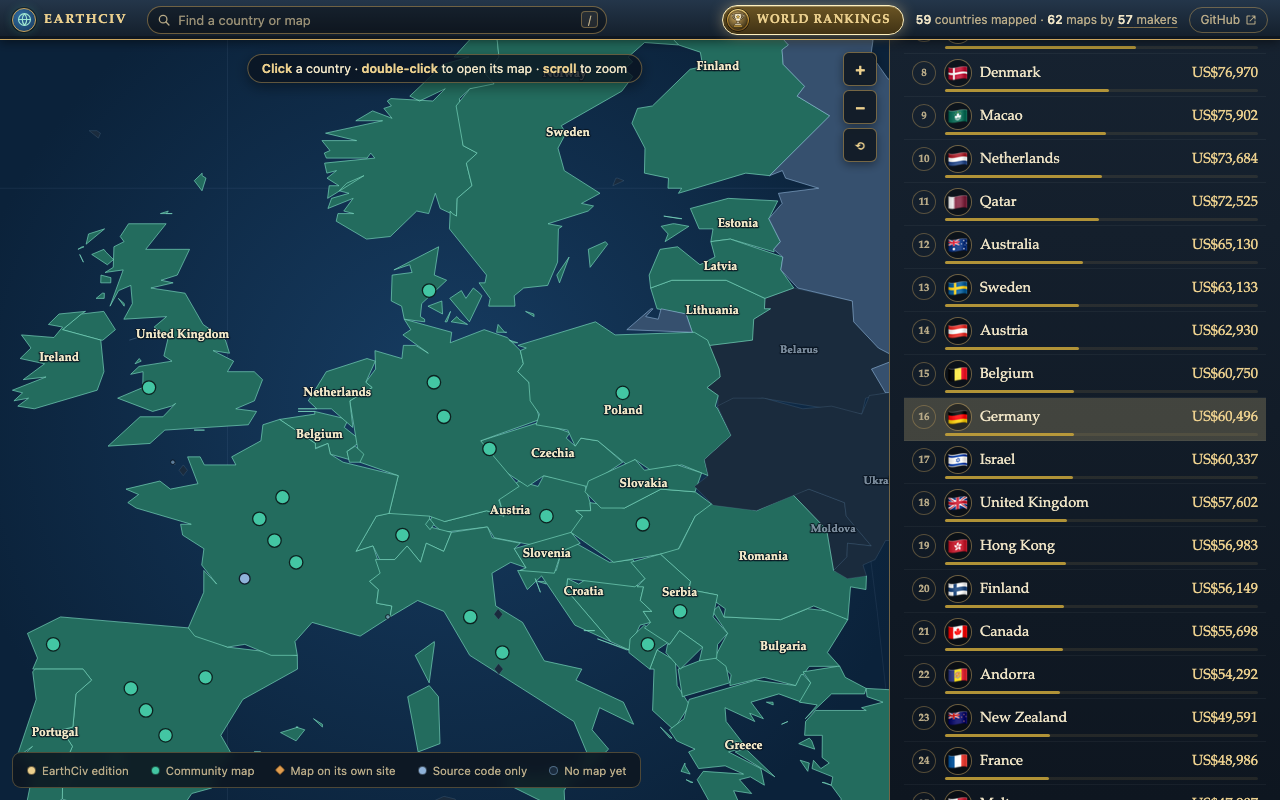 EARTHCIV
Find a country or map
/
WORLD RANKINGS
59 countries mapped · 62 maps by 57 makers
GitHub
Click a country · double-click to open its map · scroll to zoom
+
−
Finland
Sweden
Estonia
Latvia
Lithuania
United Kingdom
Ireland
Belarus
Netherlands
Poland
Belgium
Czechia
Slovakia
Ukra
Austria
Moldova
Slovenia
Romania
Croatia
Serbia
Bulgaria
Portugal
Greece
EarthCiv edition
Community map
Map on its own site
Source code only
No map yet
8 Denmark US$76,970
9 Macao US$75,902
10 Netherlands US$73,684
11 Qatar US$72,525
12 Australia US$65,130
13 Sweden US$63,133
14 Austria US$62,930
15 Belgium US$60,750
16 Germany US$60,496
17 Israel US$60,337
18 United Kingdom US$57,602
19 Hong Kong US$56,983
20 Finland US$56,149
21 Canada US$55,698
22 Andorra US$54,292
23 New Zealand US$49,591
24 France US$48,986